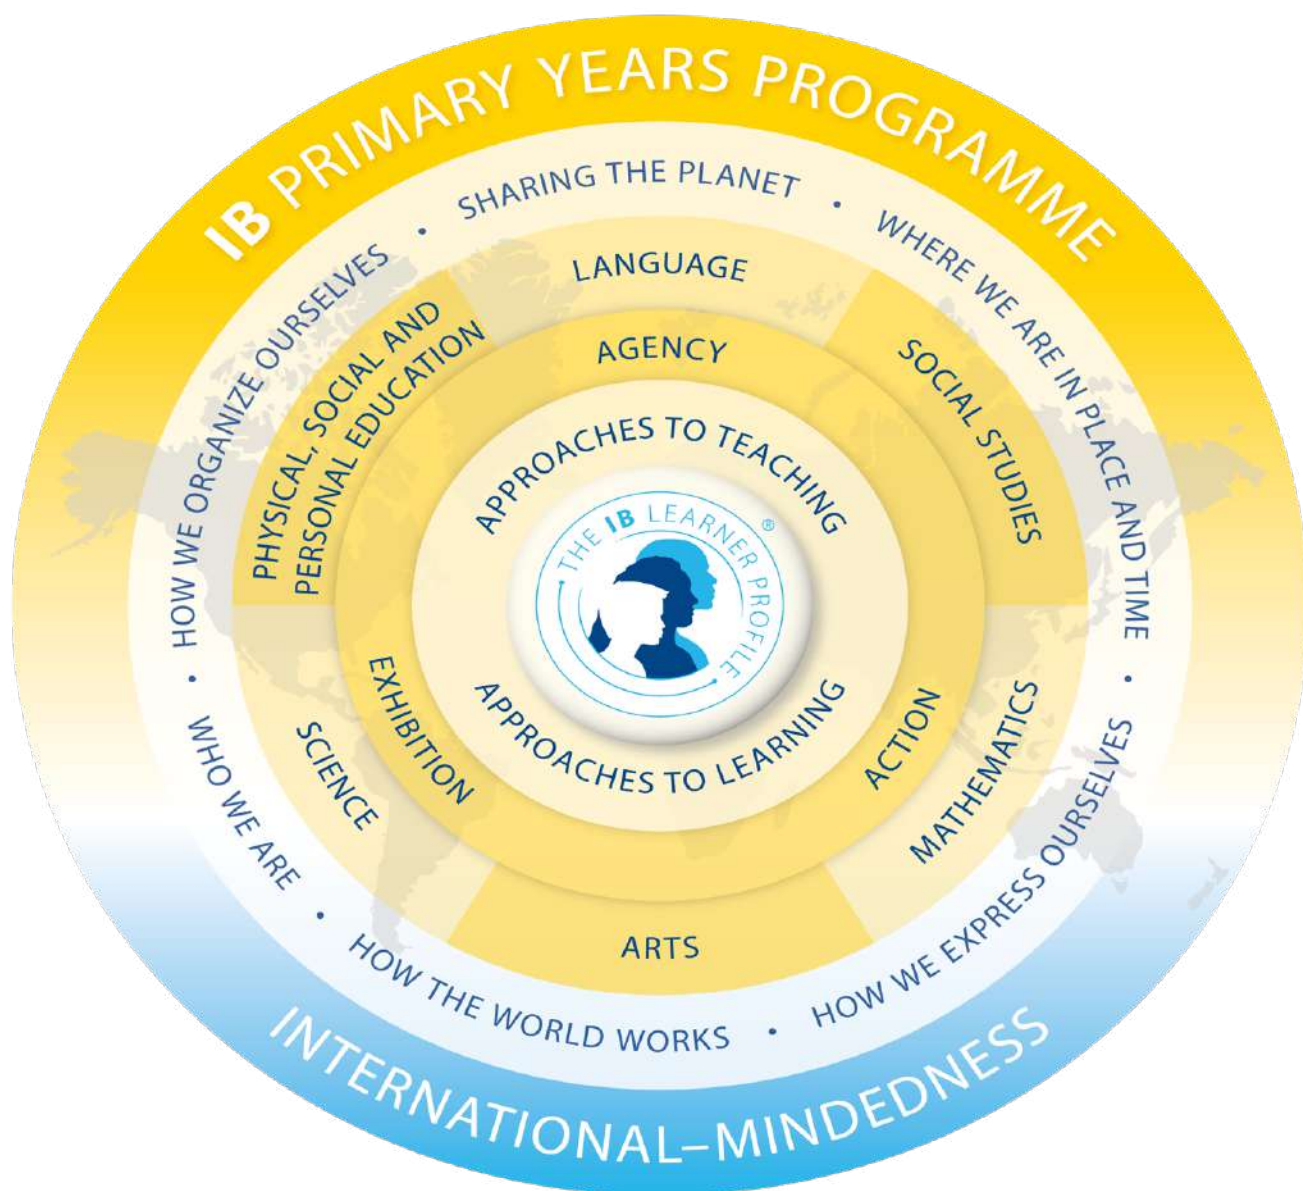 IB PRIMARY YEARS PROGRAMME
SHARING THE PLANET
•
WHERE WE ARE IN PLACE AND TIME
•
HOW WE EXPRESS OURSELVES
•
HOW THE WORLD WORKS
•
WHO WE ARE
•
HOW WE ORGANIZE OURSELVES
•
LANGUAGE
SOCIAL STUDIES
MATHEMATICS
ARTS
SCIENCE
PHYSICAL, SOCIAL AND
PERSONAL EDUCATION
AGENCY
ACTION
EXHIBITION
APPROACHES TO TEACHING
APPROACHES TO LEARNING
THE IB LEARNER PROFILE ®
INTERNATIONAL–MINDEDNESS